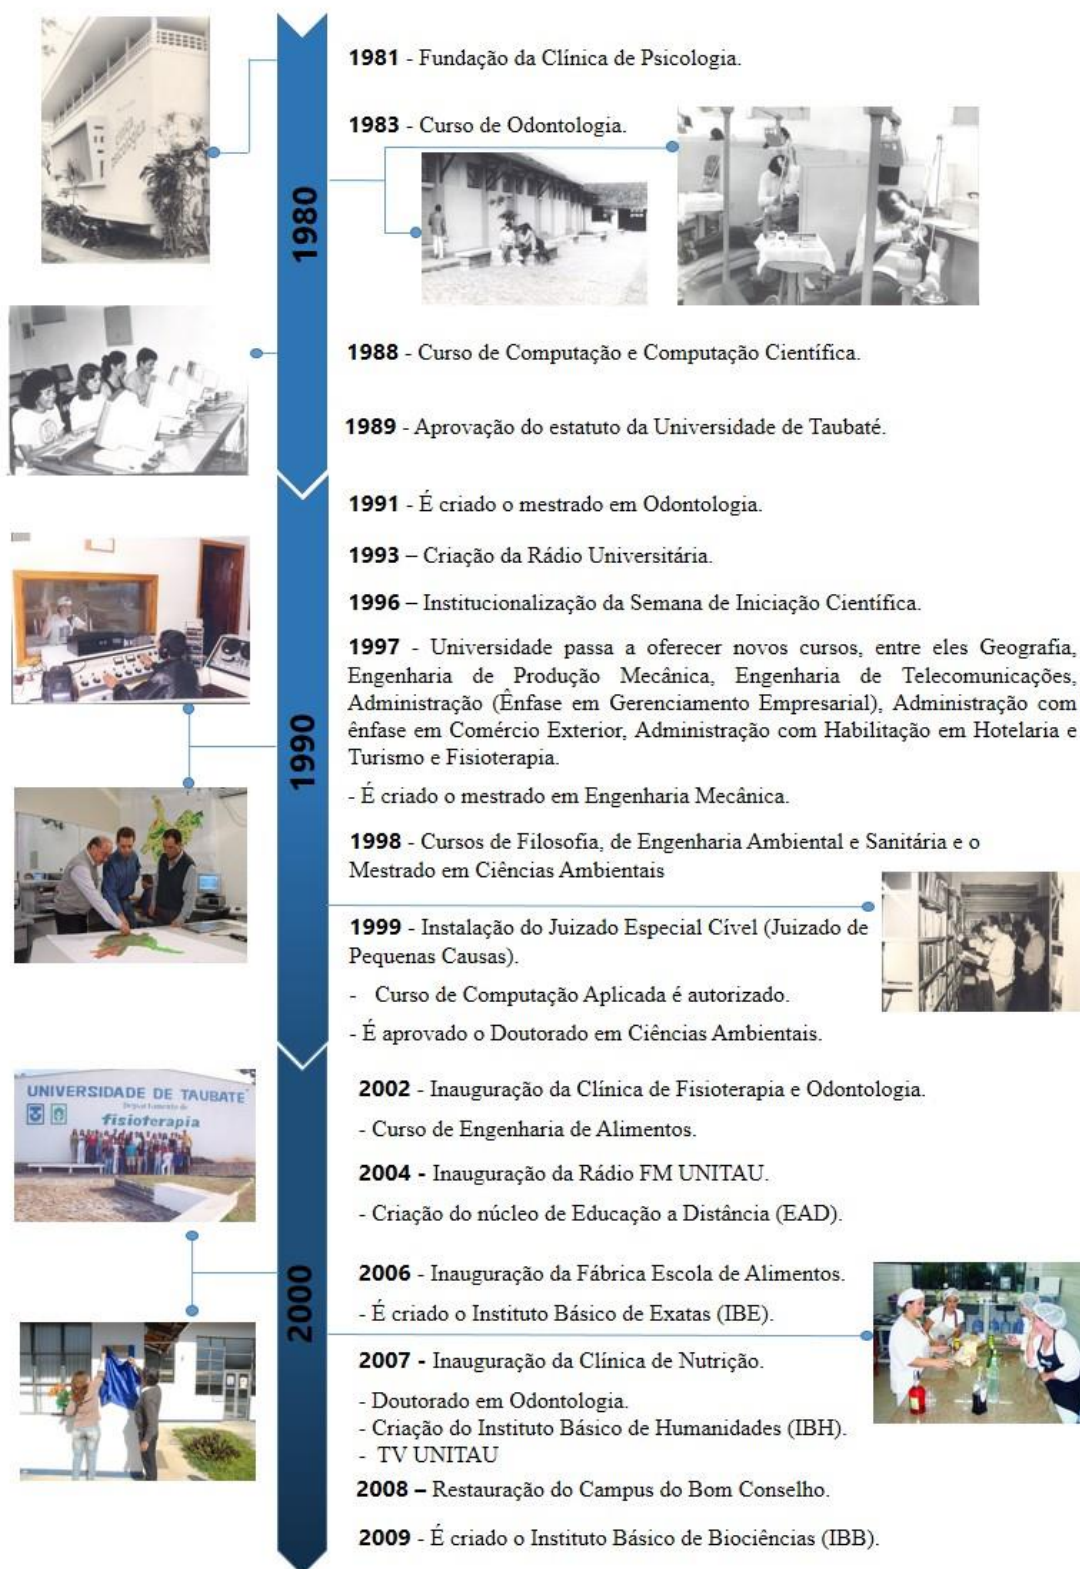 1981 - Fundação da Clínica de Psicologia.
1983 - Curso de Odontologia.
1980
1988 - Curso de Computação e Computação Científica.
1989 - Aprovação do estatuto da Universidade de Taubaté.
1991 - É criado o mestrado em Odontologia.
1993 – Criação da Rádio Universitária.
1996 – Institucionalização da Semana de Iniciação Científica.
1997 - Universidade passa a oferecer novos cursos, entre eles Geografia,
Engenharia de Produção Mecânica, Engenharia de Telecomunicações,
Administração (Ênfase em Gerenciamento Empresarial), Administração com
ênfase em Comércio Exterior, Administração com Habilitação em Hotelaria e
Turismo e Fisioterapia.
1990
- É criado o mestrado em Engenharia Mecânica.
1998 - Cursos de Filosofia, de Engenharia Ambiental e Sanitária e o
Mestrado em Ciências Ambientais
1999 - Instalação do Juizado Especial Cível (Juizado de
Pequenas Causas).
- Curso de Computação Aplicada é autorizado.
- É aprovado o Doutorado em Ciências Ambientais.
UNIVERSIDADE DE TAUBATÉ
Departamento de
fisioterapia
2002 - Inauguração da Clínica de Fisioterapia e Odontologia.
- Curso de Engenharia de Alimentos.
2004 - Inauguração da Rádio FM UNITAU.
- Criação do núcleo de Educação a Distância (EAD).
2000
2006 - Inauguração da Fábrica Escola de Alimentos.
- É criado o Instituto Básico de Exatas (IBE).
2007 - Inauguração da Clínica de Nutrição.
- Doutorado em Odontologia.
- Criação do Instituto Básico de Humanidades (IBH).
- TV UNITAU
2008 – Restauração do Campus do Bom Conselho.
2009 - É criado o Instituto Básico de Biociências (IBB).